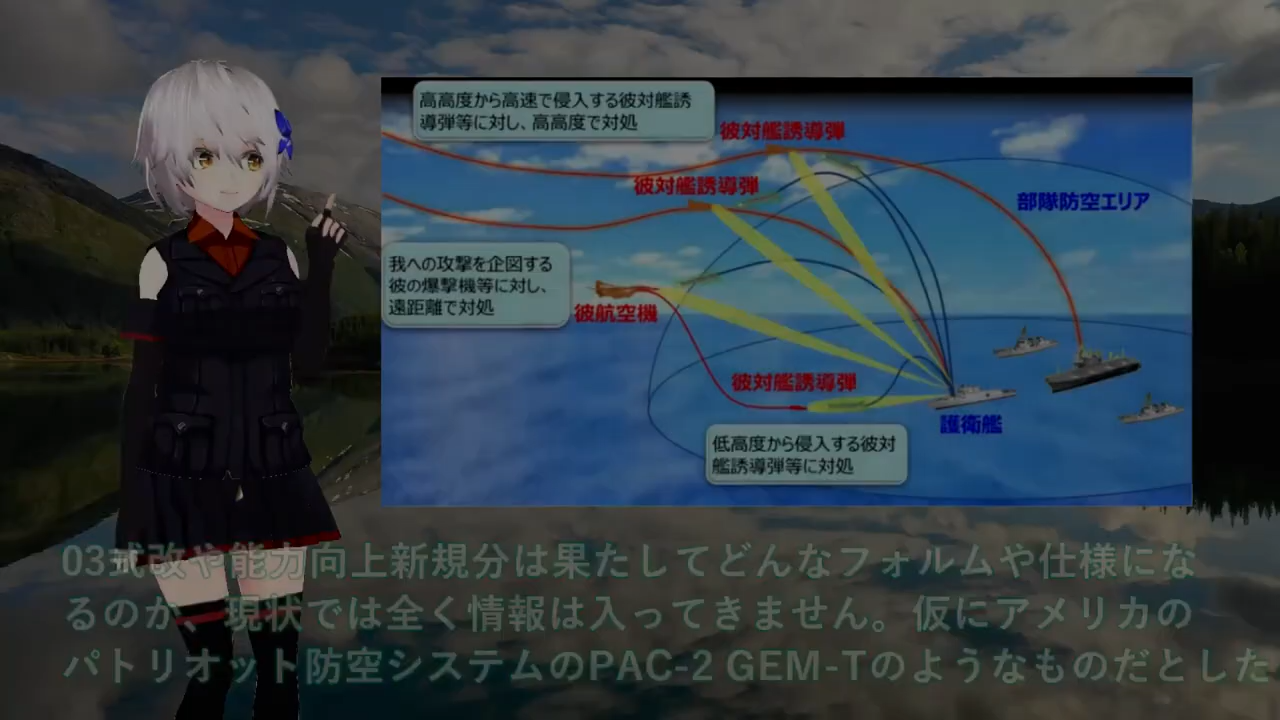 高高度から高速で侵入する彼対艦誘
導弾等に対し、高高度で対処
彼対艦誘導弾
彼対艦誘導弾
部隊防空エリア
我への攻撃を企図する
彼の爆撃機等に対し、
遠距離で対処
彼航空機
彼対艦誘導弾
護衛艦
低高度から侵入する彼対
艦誘導弾等に対処
03式改や能力向上新規分は果たしてどんなフォルムや仕様にな
るのか、現状では全く情報は入ってきません。仮にアメリカの
パトリオット防空システムのPAC-2 GEM-Tのようなものだとした